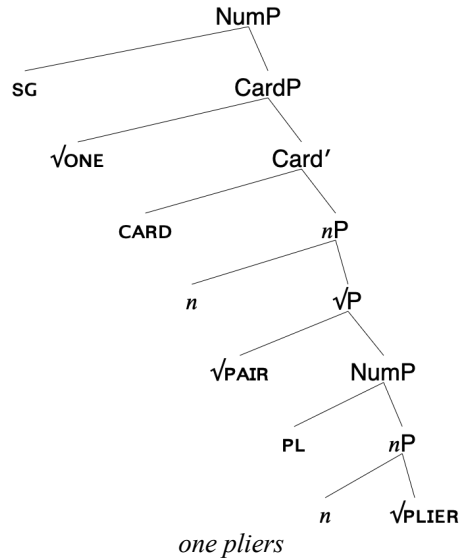 NumP
SG
CardP
√ONE
Card′
CARD
nP
n
√P
√PAIR
NumP
PL
nP
n
√PLIER
one pliers